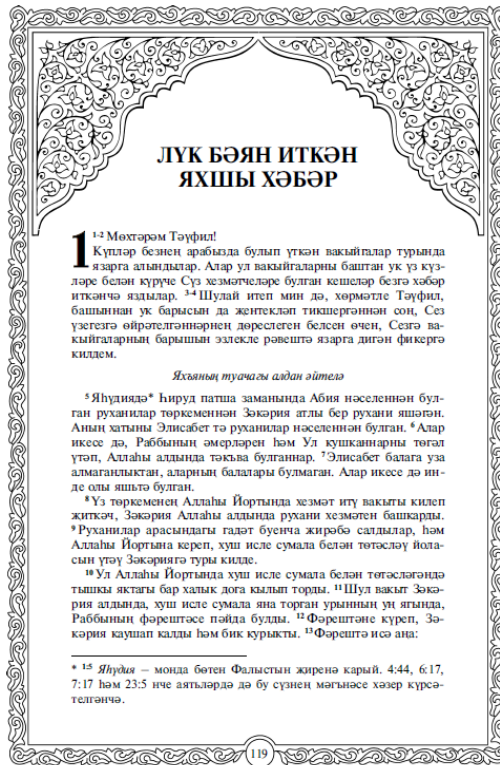 ЛҮК БӘЯН ИТКӘН
ЯХШЫ ХӘБӘР
1 1-2 Мөхтәрәм Тәүфил!
Күпләр безнең арабызда булып үткән вакыйгалар турында
язарга алындылар. Алар ул вакыйгаларны баштан ук үз күз-
ләре белән күрүче Сүз хезмәтчеләре булган кешеләр безгә хәбәр
иткәнчә яздылар. 3-4 Шулай итеп мин дә, хөрмәтле Тәүфил,
башыннан ук барысын да җентекләп тикшергәннән соң, Сез
үзегезгә өйрәтелгәннәрнең дөреслеген белсен өчен, Сезгә ва-
кыйгаларның барышын эзлекле рәвештә язарга дигән фикергә
килдем.
Яхъяның туачагы алдан әйтелә
5 Яһүдиядә* Һируд патша заманында Абия нәселеннән бул-
ган руханилар төркеменнән Зәкәрия атлы бер рухани яшәгән.
Аның хатыны Элисабет тә руханилар нәселеннән булган. 6 Алар
икесе дә, Раббының әмерләрен һәм Ул кушканнарны төгәл
үтәп, Аллаһы алдында тәкъва булганнар. 7 Элисабет балага уза
алмаганлыктан, аларның балалары булмаган. Алар икесе дә ин-
де олы яшьтә булган.
8 Үз төркеменең Аллаһы Йортында хезмәт итү вакыты килеп
җиткәч, Зәкәрия Аллаһы алдында рухани хезмәтен башкарды.
9 Руханилар арасындагы гадәт буенча җирәбә салдылар, һәм
Аллаһы Йортына кереп, хуш исле сумала белән төтәсләү йола-
сын үтәү Зәкәриягә туры килде.
10 Ул Аллаһы Йортында хуш исле сумала белән төтәсләгәндә
тышкы яктагы бар халык дога кылып торды. 11 Шул вакыт Зәкә-
рия алдында, хуш исле сумала яна торган урынның уң ягында,
Раббының фәрештәсе пәйда булды. 12 Фәрештәне күреп, Зә-
кәрия каушап калды һәм бик курыкты. 13 Фәрештә исә аңа:
* 1:5 Яһүдия – монда бөтен Фалыстын җиренә карый. 4:44, 6:17,
7:17 һәм 23:5 нче аятьләрдә дә бу сүзнең мәгънәсе хәзер күрсә-
телгәнчә.
119